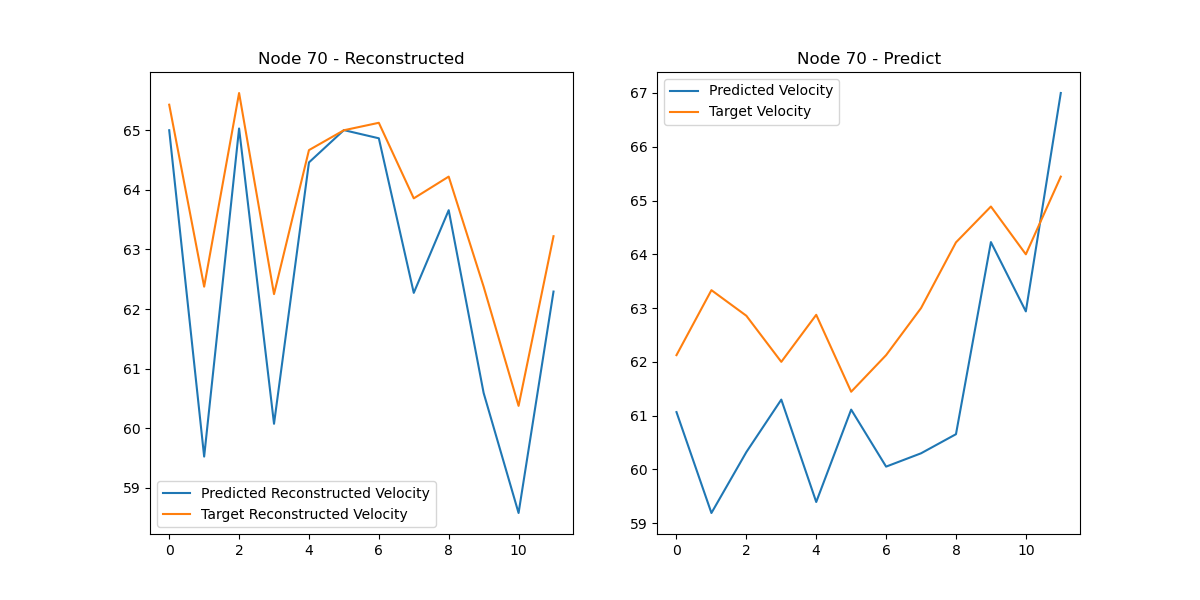 Node 70 - Reconstructed
65
64
63
62
61
60
59
Predicted Reconstructed Velocity
Target Reconstructed Velocity
0 2 4 6 8 10
Node 70 - Predict
Predicted Velocity
Target Velocity
67
66
65
64
63
62
61
60
59
0 2 4 6 8 10